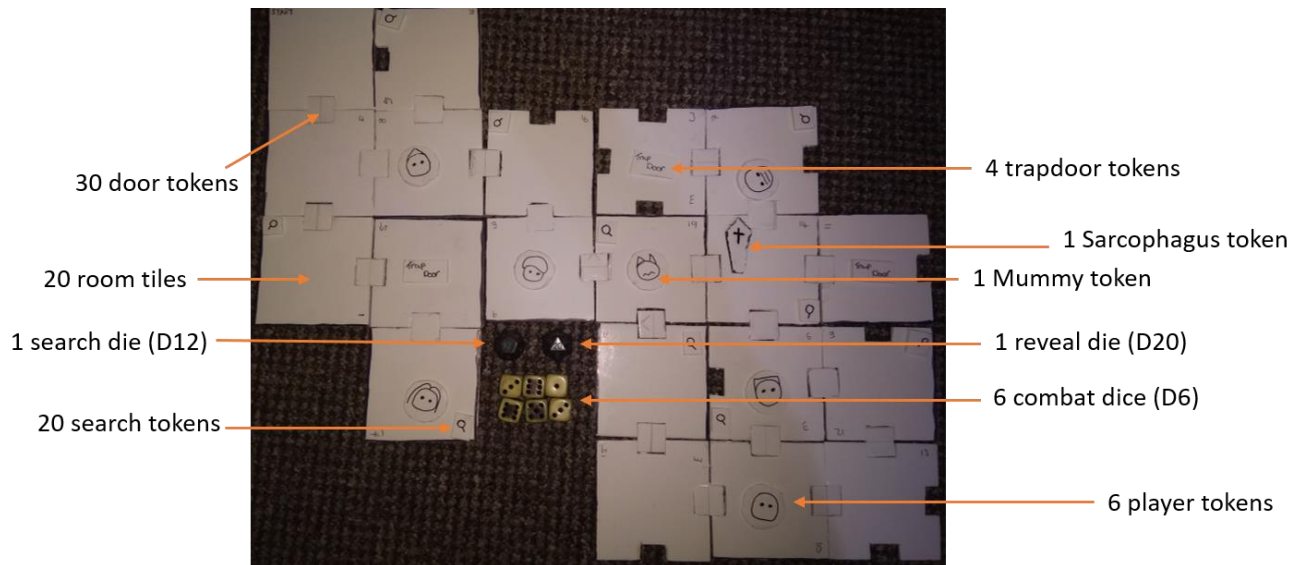 30 door tokens
4 trapdoor tokens
Trap
Door
1 Sarcophagus token
20 room tiles
Trap
Door
Trap
Door
1 Mummy token
1 search die (D12)
1 reveal die (D20)
6 combat dice (D6)
20 search tokens
6 player tokens